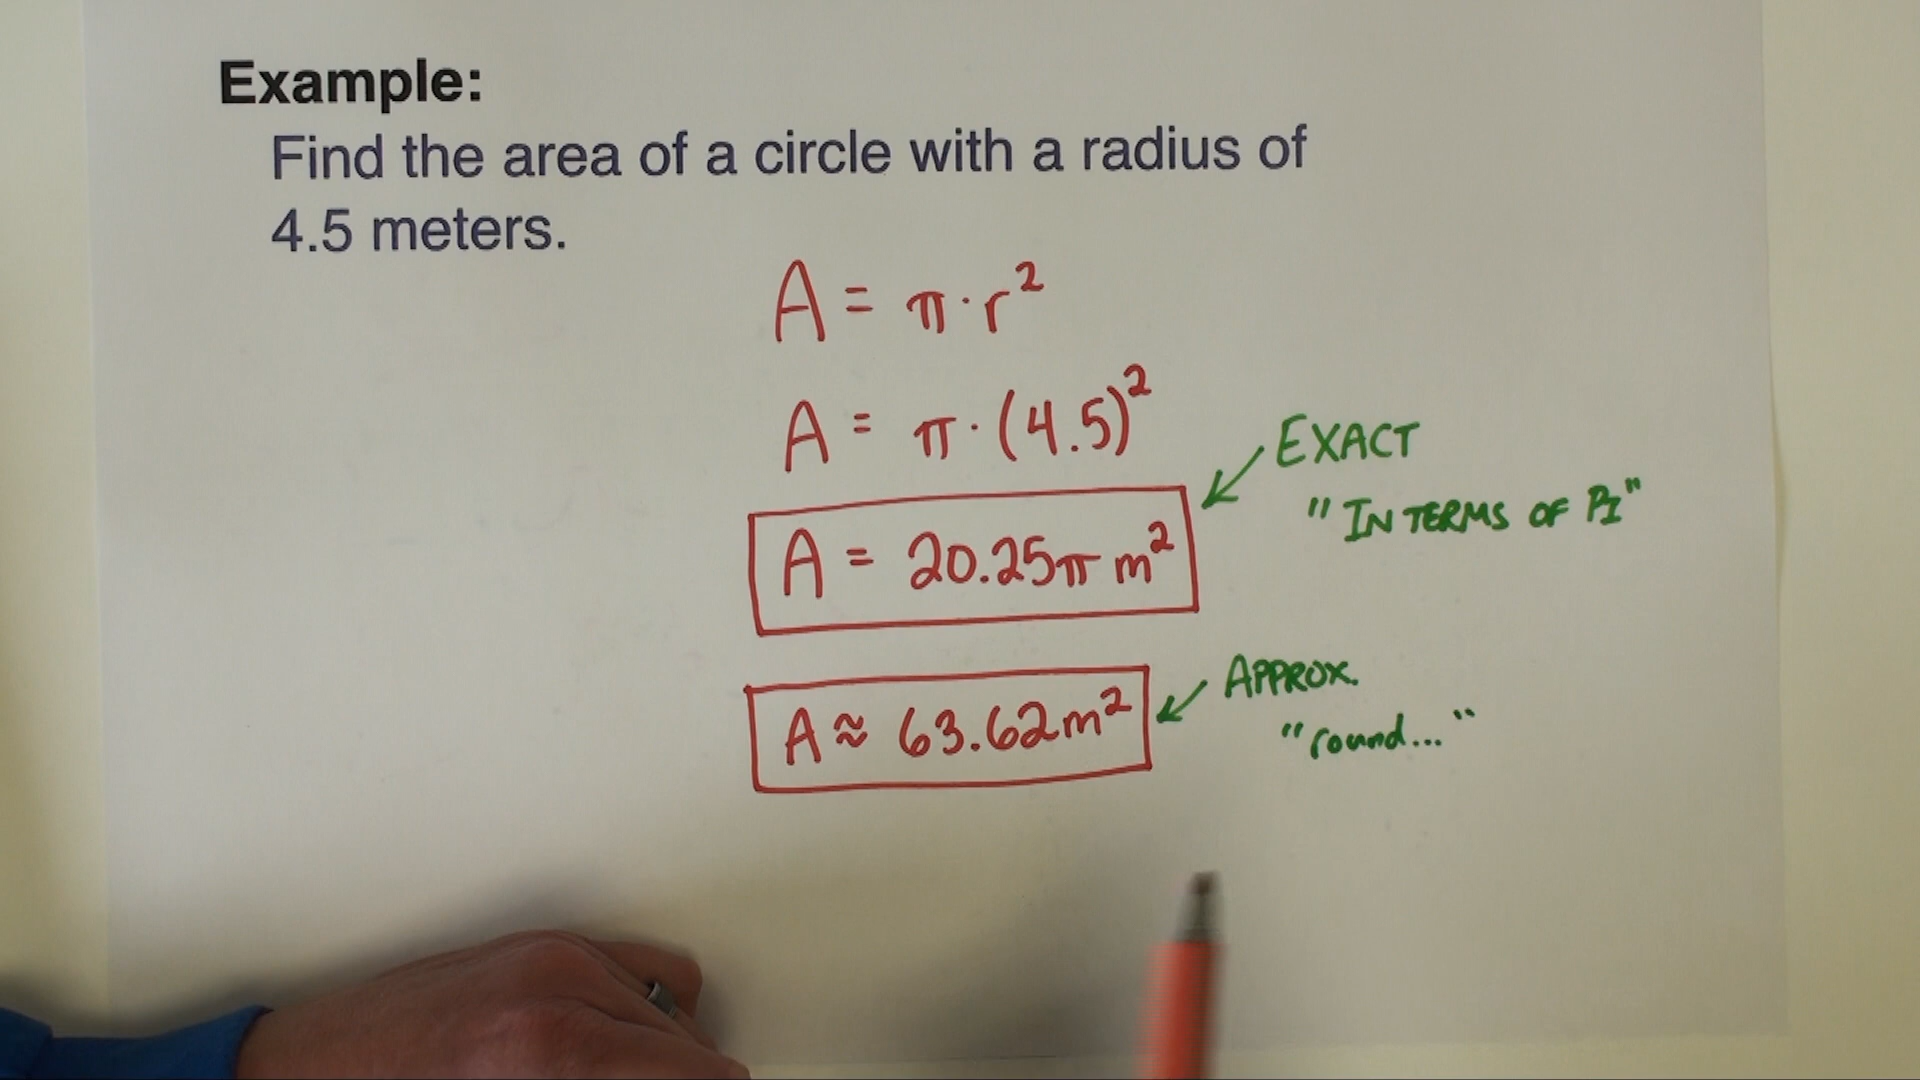 Example:
Find the area of a circle with a radius of
4.5 meters.
A = π · r²
A = π · (4.5)²
EXACT
"IN TERMS OF PI"
A = 20.25π m²
APPROX.
"round..."
A ≈ 63.62m²